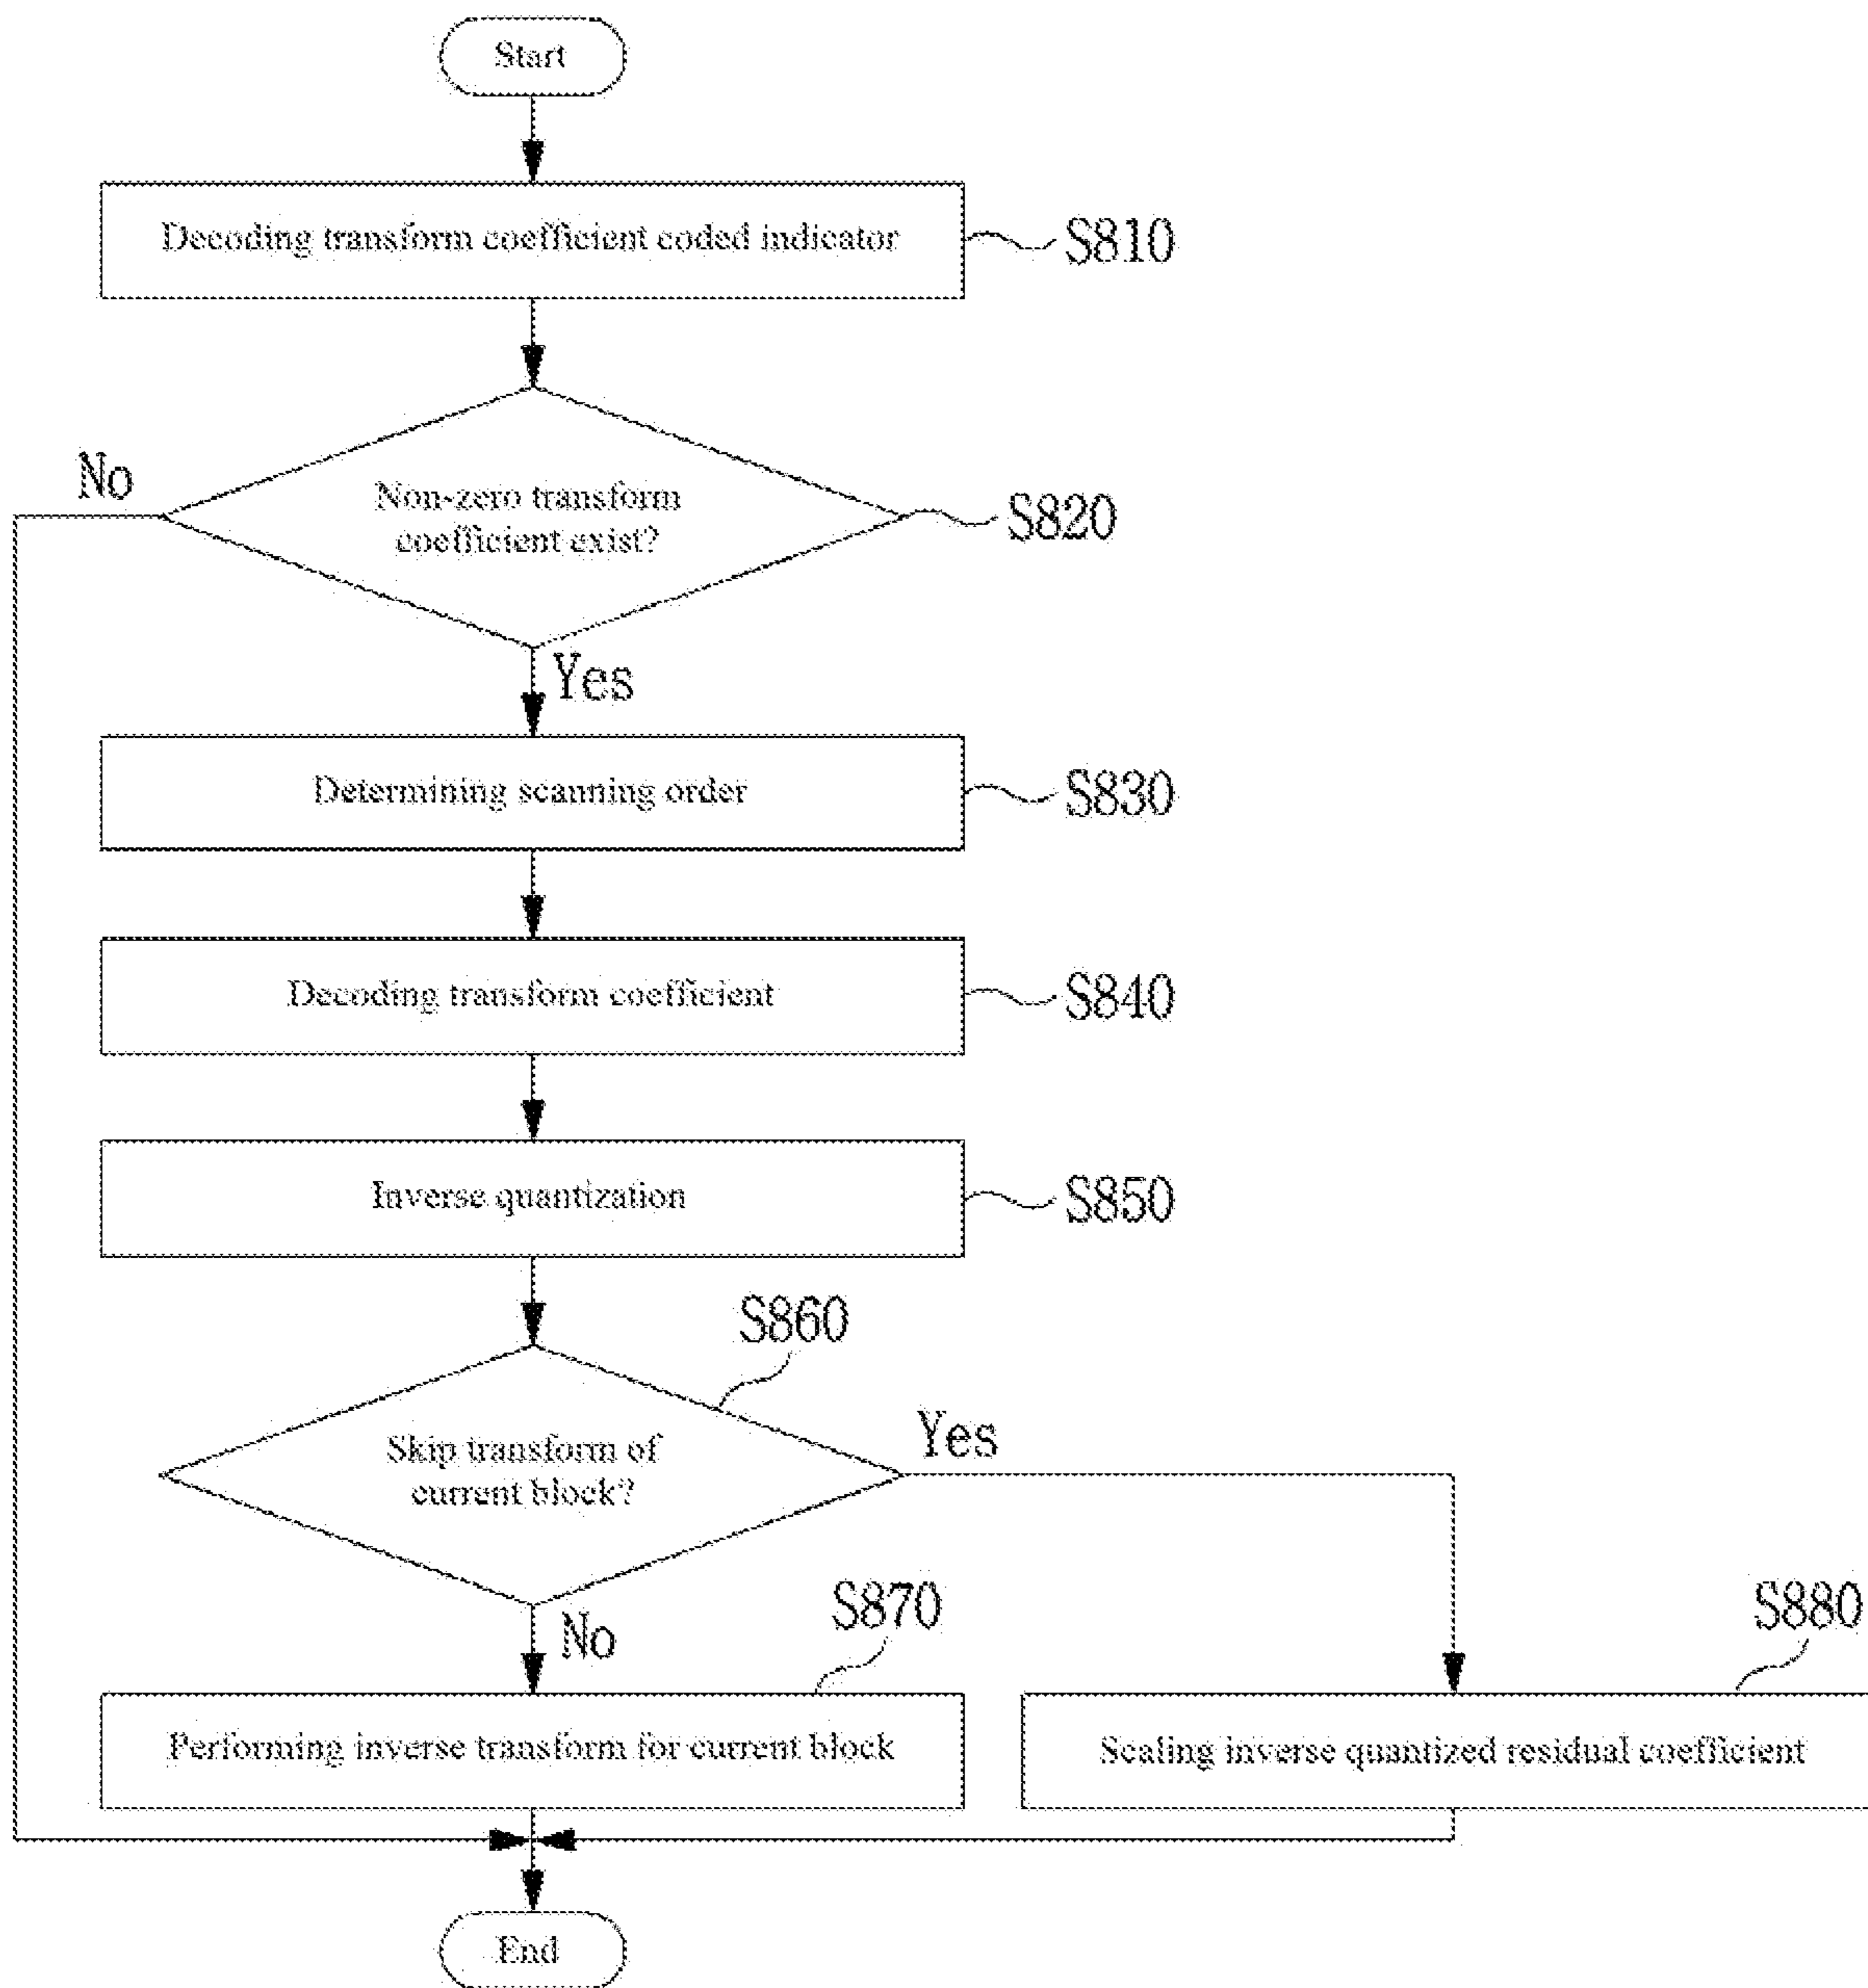 Start
Decoding transform coefficient coded indicator
S810
No
Non-zero transform
coefficient exist?
S820
Yes
Determining scanning order
S830
Decoding transform coefficient
S840
Inverse quantization
S850
S860
Skip transform of
current block?
Yes
No
S870
S880
Performing inverse transform for current block
Scaling inverse quantized residual coefficient
End